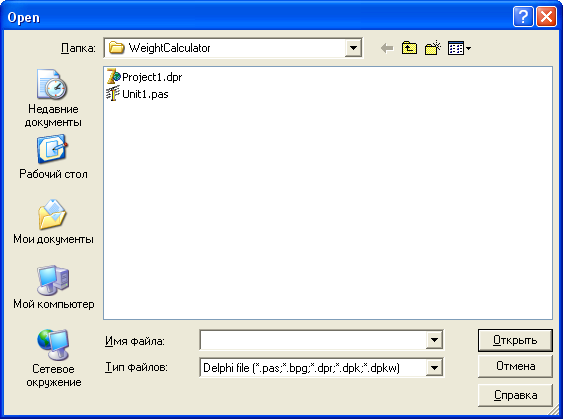 Open
Папка: WeightCalculator
Project1.dpr
Unit1.pas
Недавние
документы
Рабочий стол
Мои документы
Мой компьютер
Сетевое
окружение
Имя файла:
Открыть
Тип файлов: Delphi file (*.pas;*.bpg;*.dpr;*.dpk;*.dpkw)
Отмена
Справка